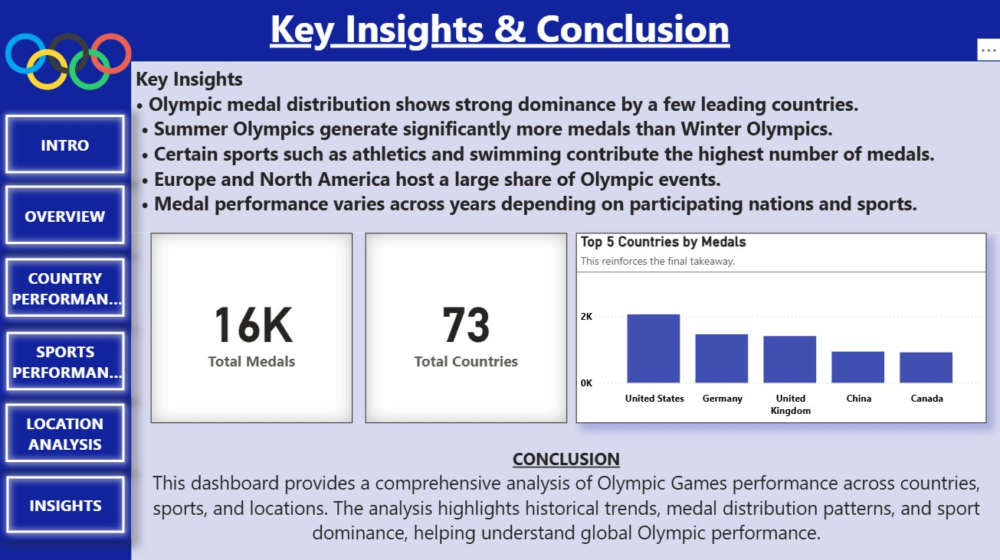 Key Insights & Conclusion
...
Key Insights
• Olympic medal distribution shows strong dominance by a few leading countries.
• Summer Olympics generate significantly more medals than Winter Olympics.
• Certain sports such as athletics and swimming contribute the highest number of medals.
• Europe and North America host a large share of Olympic events.
• Medal performance varies across years depending on participating nations and sports.
INTRO
OVERVIEW
COUNTRY
PERFORMAN...
SPORTS
PERFORMAN...
LOCATION
ANALYSIS
INSIGHTS
16K
Total Medals
73
Total Countries
Top 5 Countries by Medals
This reinforces the final takeaway.
2K
0K
United States
Germany
United
Kingdom
China
Canada
CONCLUSION
This dashboard provides a comprehensive analysis of Olympic Games performance across countries,
sports, and locations. The analysis highlights historical trends, medal distribution patterns, and sport
dominance, helping understand global Olympic performance.